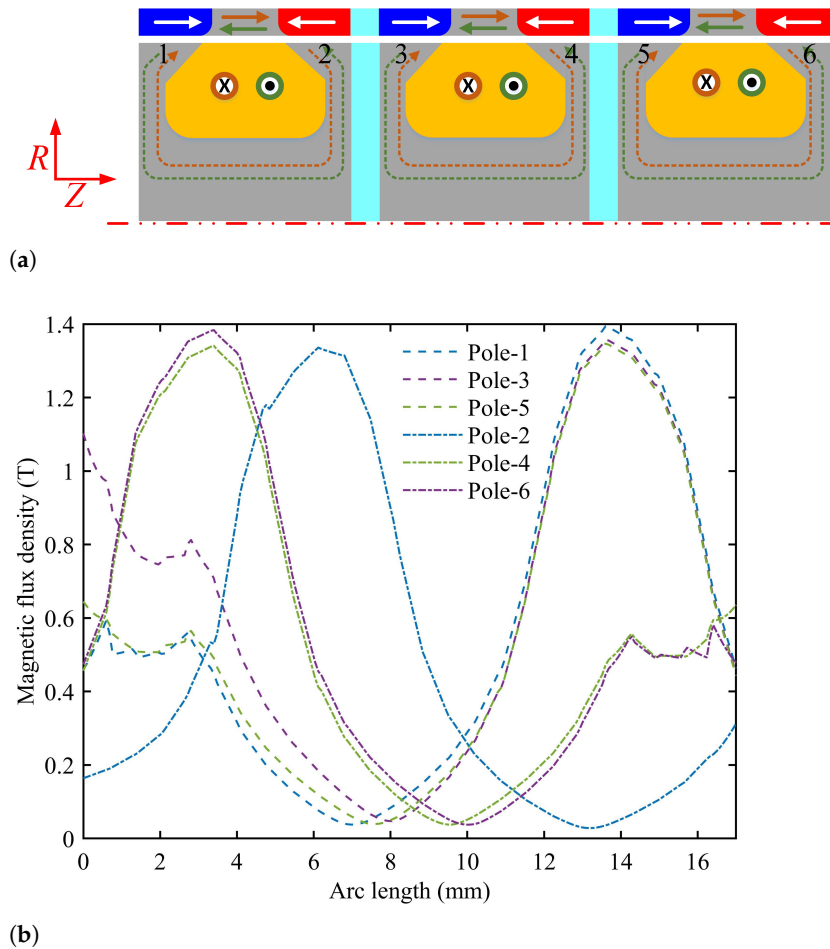 1 2 3 4 5 6
X X X
R
Z
(a)
1.4
1.2
1
0.8
0.6
0.4
0.2
0
Magnetic flux density (T)
Pole-1
Pole-3
Pole-5
Pole-2
Pole-4
Pole-6
0 2 4 6 8 10 12 14 16
Arc length (mm)
(b)